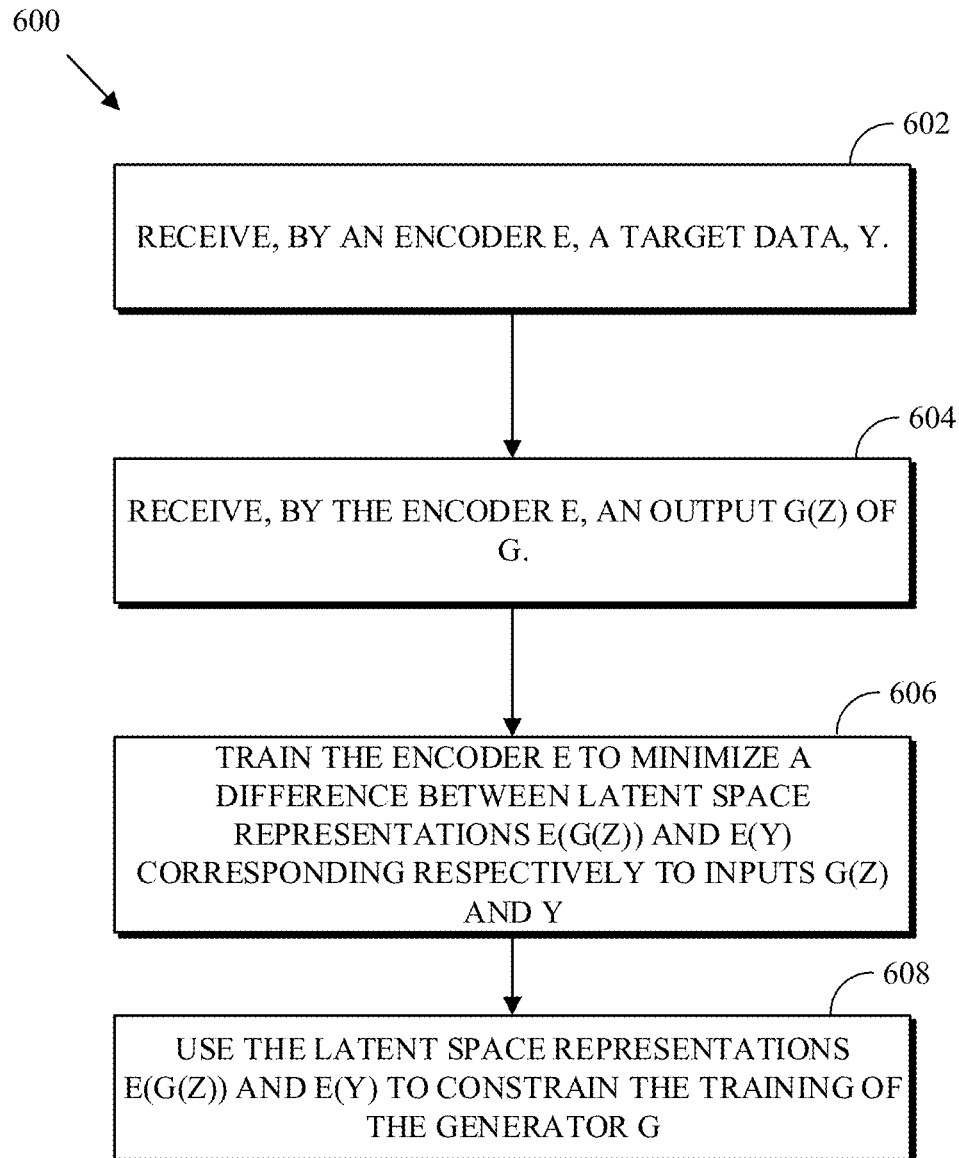 600
602
RECEIVE, BY AN ENCODER E, A TARGET DATA, Y.
604
RECEIVE, BY THE ENCODER E, AN OUTPUT G(Z) OF
G.
606
TRAIN THE ENCODER E TO MINIMIZE A
DIFFERENCE BETWEEN LATENT SPACE
REPRESENTATIONS E(G(Z)) AND E(Y)
CORRESPONDING RESPECTIVELY TO INPUTS G(Z)
AND Y
608
USE THE LATENT SPACE REPRESENTATIONS
E(G(Z)) AND E(Y) TO CONSTRAIN THE TRAINING OF
THE GENERATOR G